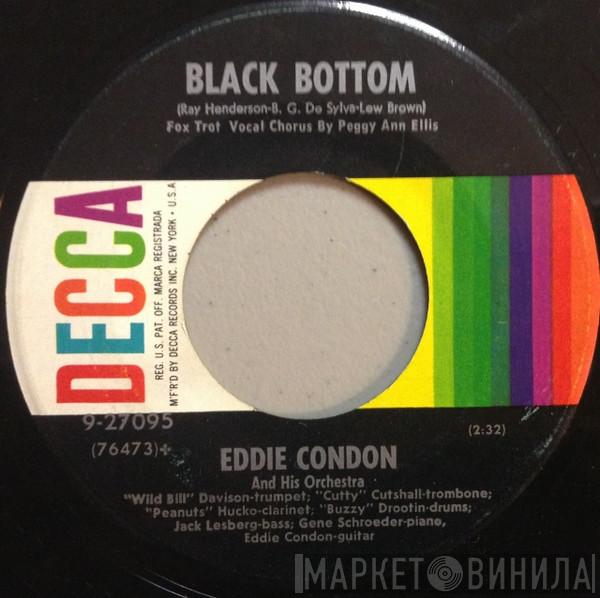 BLACK BOTTOM
(Ray Henderson-B. G. De Sylva-Lew Brown)
Fox Trot Vocal Chorus By Peggy Ann Ellis
DECCA
REG. U.S. PAT. OFF. MARCA REGISTRADA
M'F'R'D BY DECCA RECORDS INC. NEW YORK • U.S.A
9-27095
(76473)+
(2:32)
EDDIE CONDON
And His Orchestra
"Wild Bill" Davison-trumpet; "Cutty" Cutshall-trombone;
"Peanuts" Hucko-clarinet; "Buzzy" Drootin-drums;
Jack Lesberg-bass; Gene Schroeder-piano,
Eddie Condon-guitar
МАРКЕТ ВИНИЛА